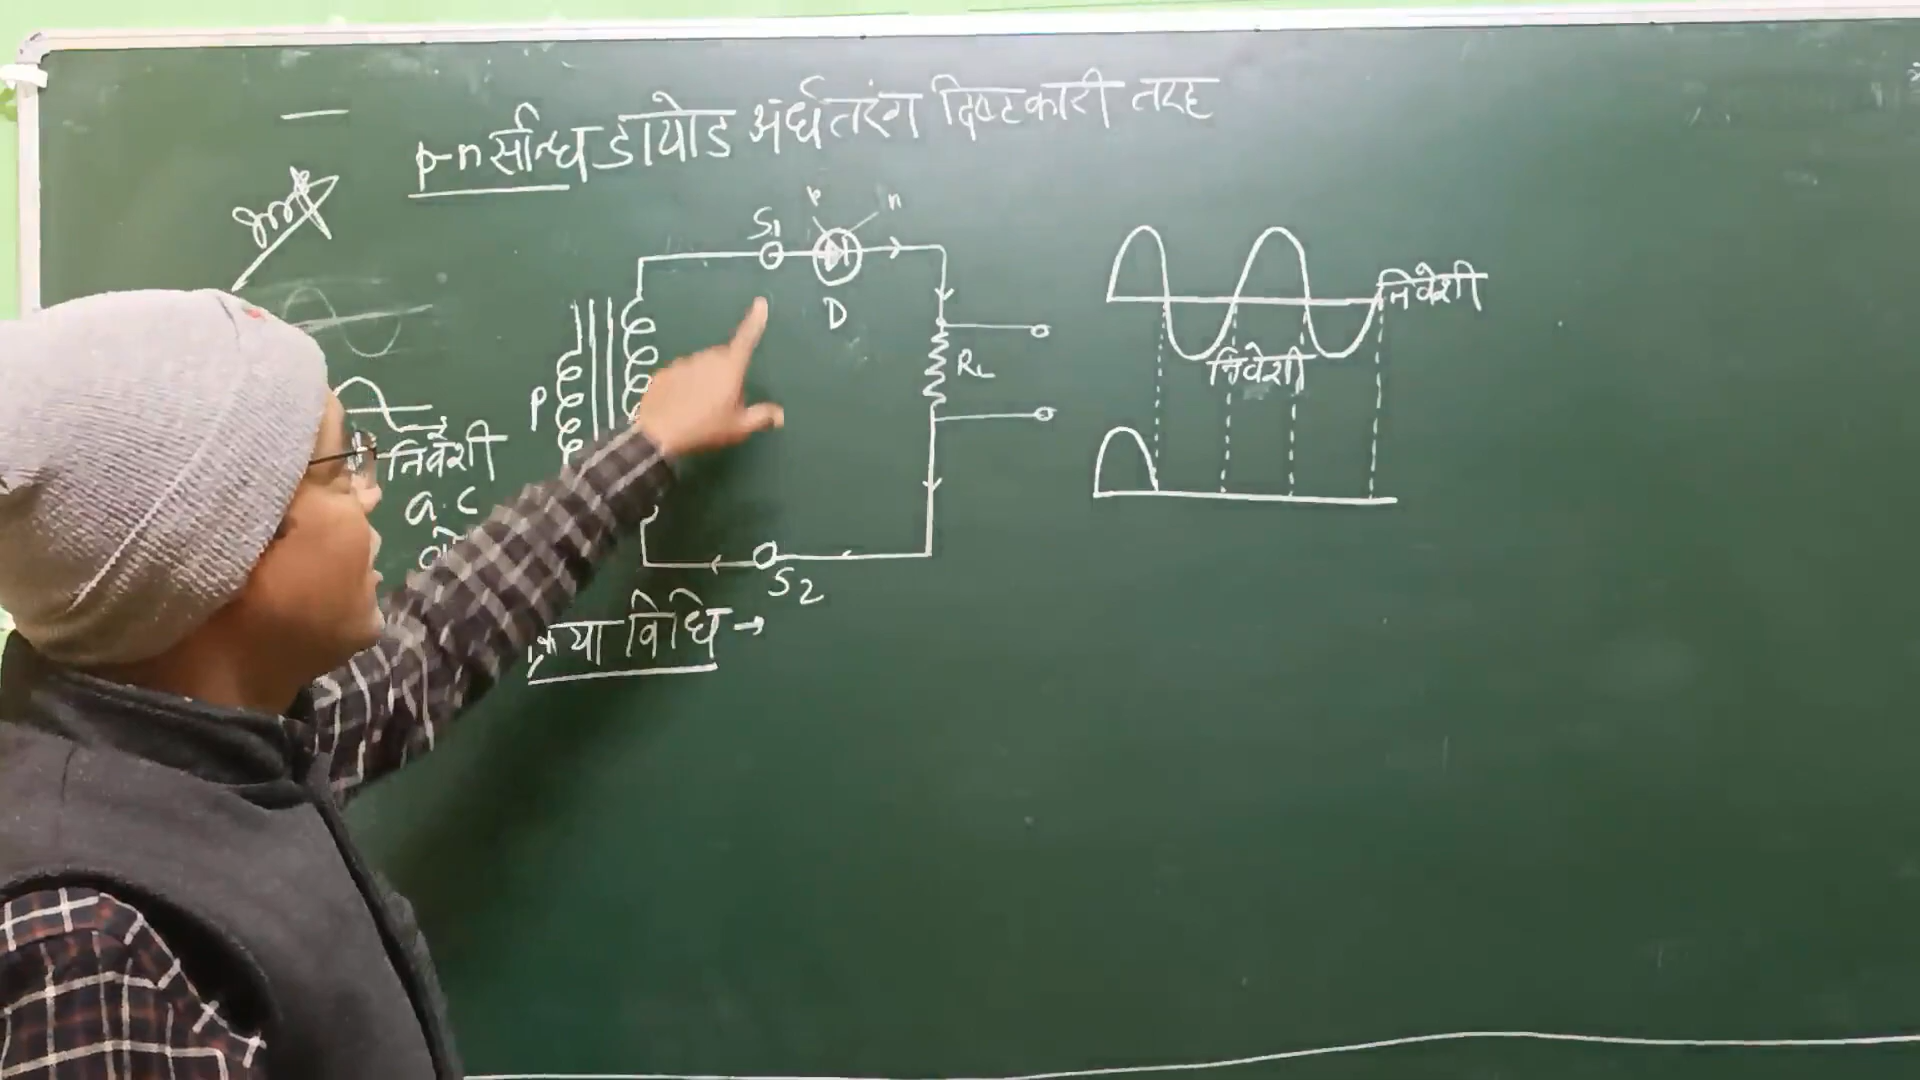 p-n सन्धि डायोड अर्धतरंग दिष्टकारी तरह
p n
S₁
D
निवेशी
RL
निवेशी
P
निवेशी
a.c
S2
क्रिया विधि →